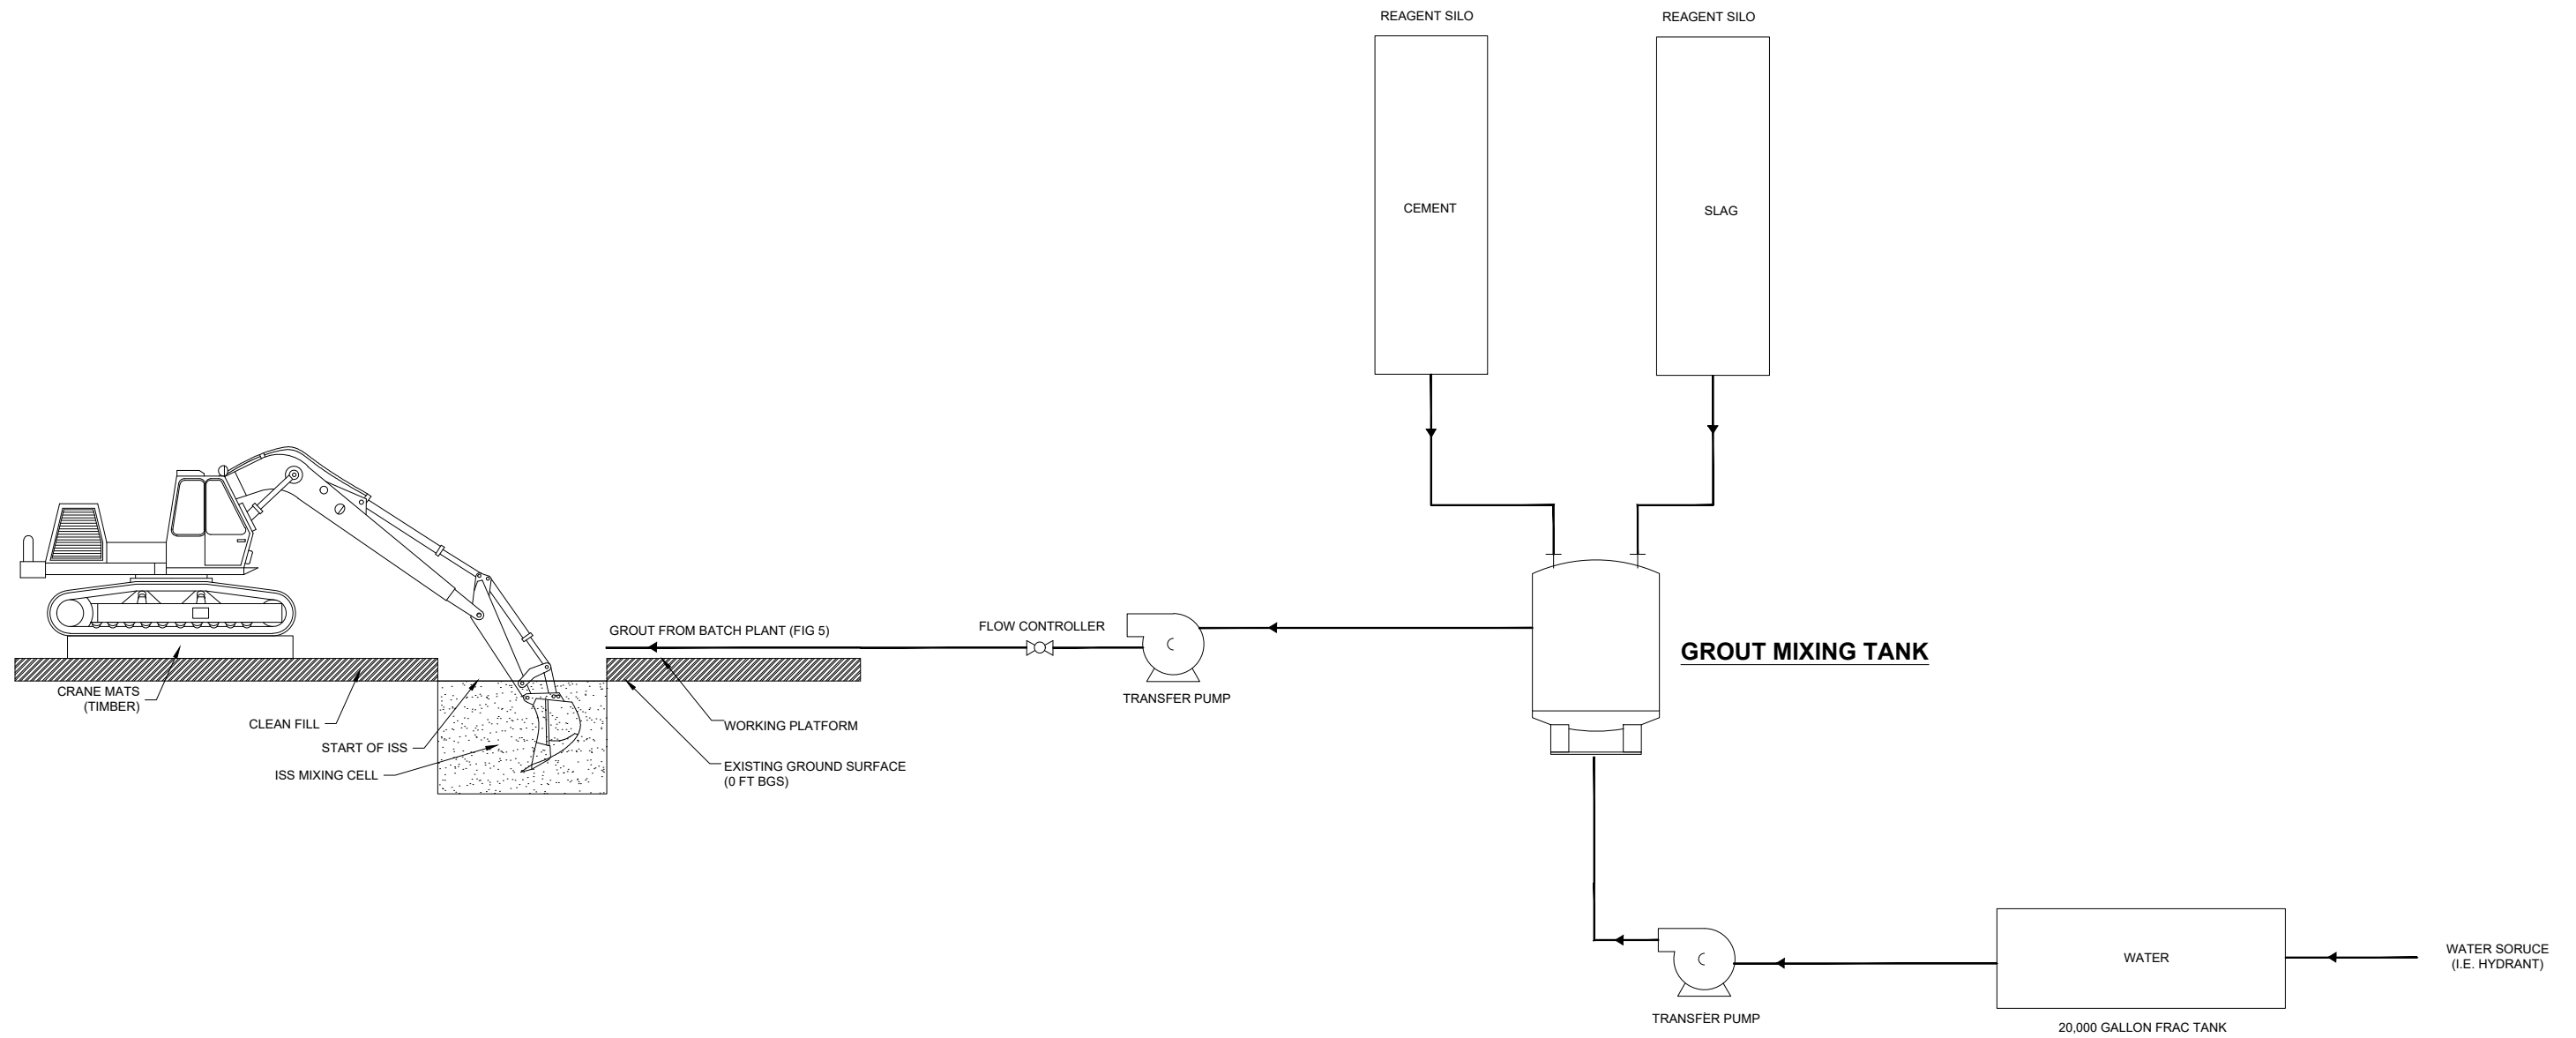 REAGENT SILO
REAGENT SILO
CEMENT
SLAG
GROUT FROM BATCH PLANT (FIG 5)
FLOW CONTROLLER
TRANSFER PUMP
GROUT MIXING TANK
CRANE MATS
(TIMBER)
CLEAN FILL
START OF ISS
ISS MIXING CELL
WORKING PLATFORM
EXISTING GROUND SURFACE
(0 FT BGS)
TRANSFER PUMP
WATER
20,000 GALLON FRAC TANK
WATER SORUCE
(I.E. HYDRANT)